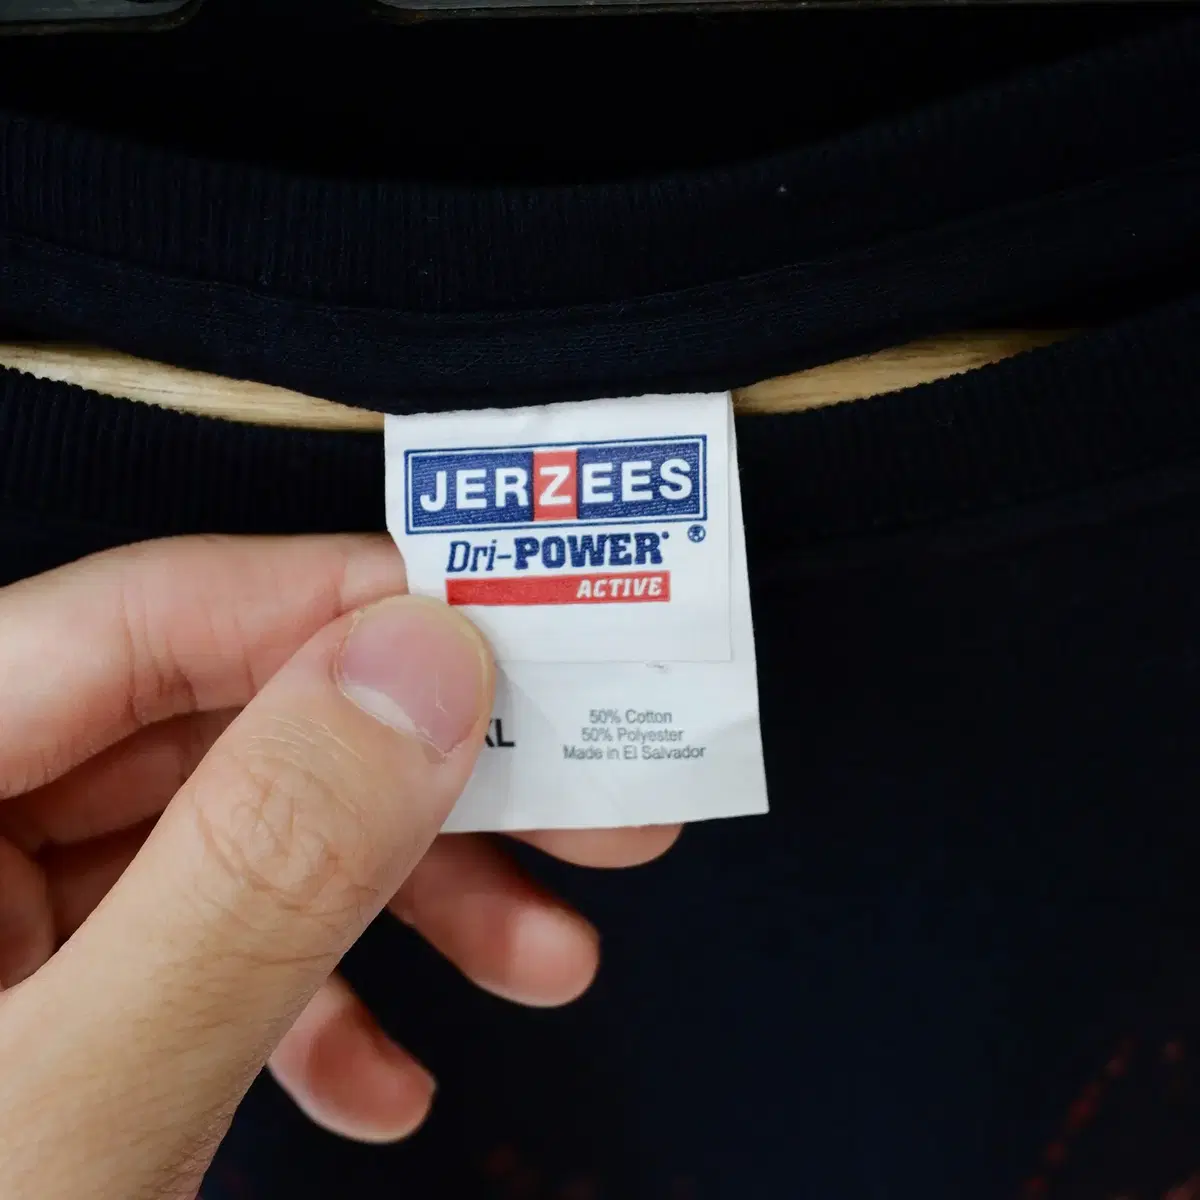 JERZEES
®
Dri-POWER
ACTIVE
XL
50% Cotton
50% Polyester
Made in El Salvador